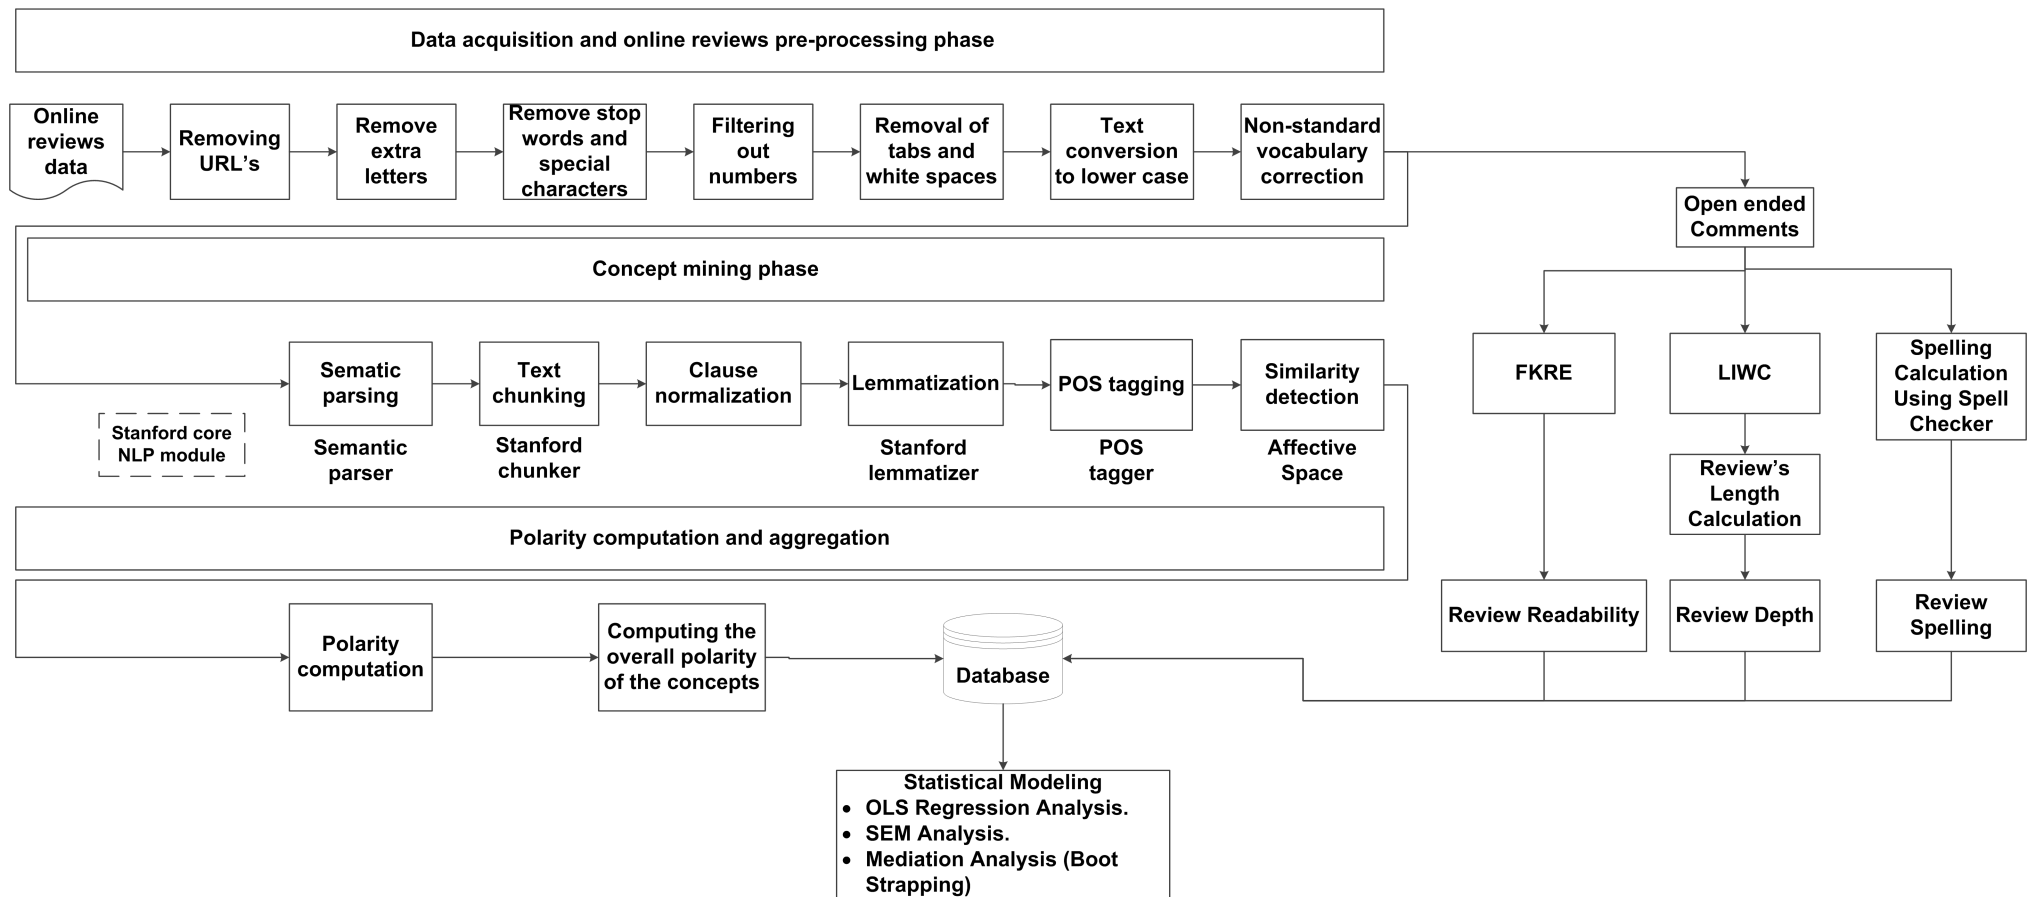 Data acquisition and online reviews pre-processing phase
Online
reviews
data
Removing
URL's
Remove
extra
letters
Remove stop
words and
special
characters
Filtering
out
numbers
Removal of
tabs and
white spaces
Text
conversion
to lower case
Non-standard
vocabulary
correction
Open ended
Comments
Concept mining phase
Sematic
parsing
Text
chunking
Clause
normalization
Lemmatization
POS tagging
Similarity
detection
Stanford core
NLP module
Semantic
parser
Stanford
chunker
Stanford
lemmatizer
POS
tagger
Affective
Space
FKRE
LIWC
Spelling
Calculation
Using Spell
Checker
Review's
Length
Calculation
Polarity computation and aggregation
Polarity
computation
Computing the
overall polarity
of the concepts
Database
Review Readability
Review Depth
Review
Spelling
Statistical Modeling
• OLS Regression Analysis.
• SEM Analysis.
• Mediation Analysis (Boot
Strapping)